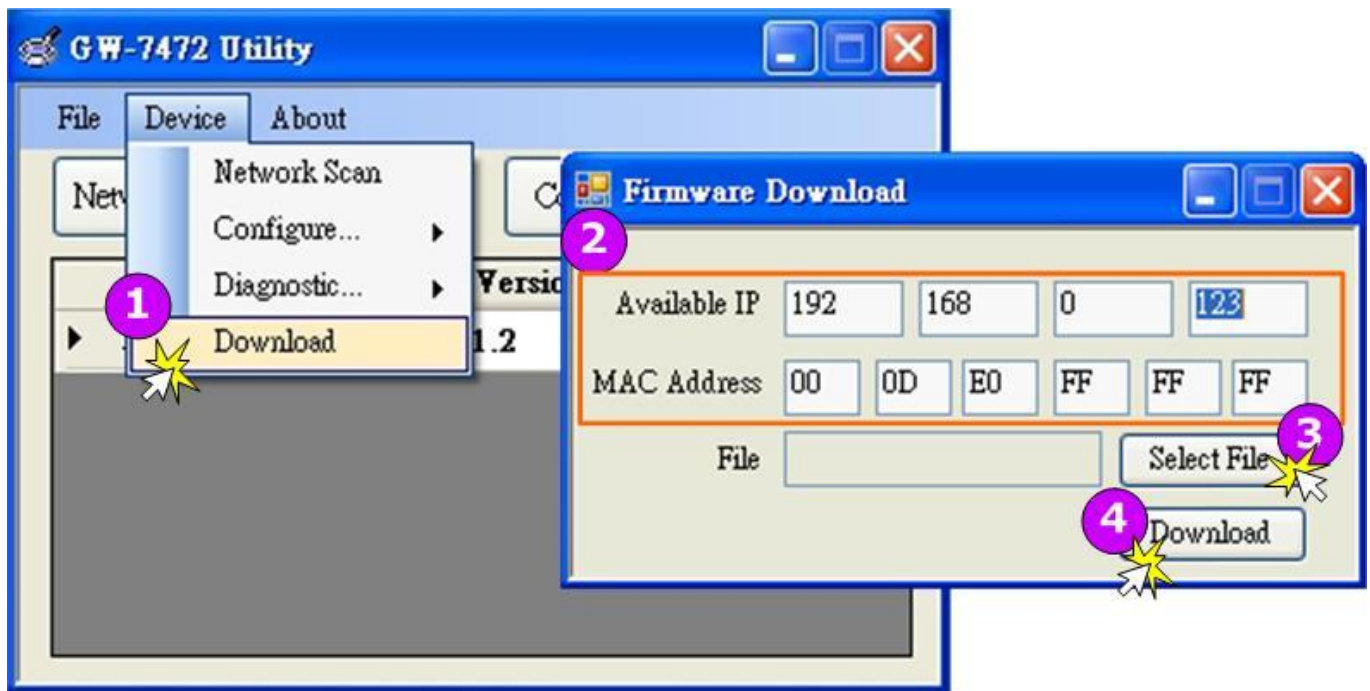 GW-7472 Utility
File Device About
Network Scan
Configure...
Diagnostic...
1
Download
1.2
Firmware Download
2
Available IP 192 168 0 123
MAC Address 00 0D E0 FF FF FF
File Select File 3
4 Download